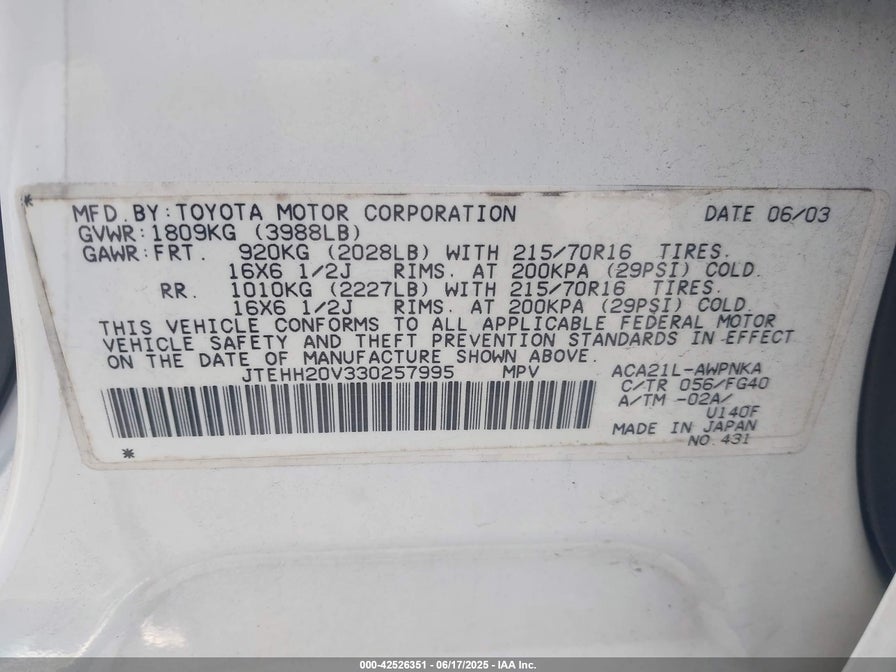 MFD. BY: TOYOTA MOTOR CORPORATION DATE 06/03
GVWR: 1809KG (3988LB)
GAWR: FRT. 920KG (2028LB) WITH 215/70R16 TIRES.
16X6 1/2J RIMS. AT 200KPA (29PSI) COLD.
RR. 1010KG (2227LB) WITH 215/70R16 TIRES.
16X6 1/2J RIMS. AT 200KPA (29PSI) COLD.
THIS VEHICLE CONFORMS TO ALL APPLICABLE FEDERAL MOTOR
VEHICLE SAFETY AND THEFT PREVENTION STANDARDS IN EFFECT
ON THE DATE OF MANUFACTURE SHOWN ABOVE.
JTEHH20V330257995 MPV ACA21L-AWPNKA
C/TR 056/FG40
A/TM -02A/
U140F
MADE IN JAPAN
NO. 431
000-42526351 - 06/17/2025 - IAA Inc.